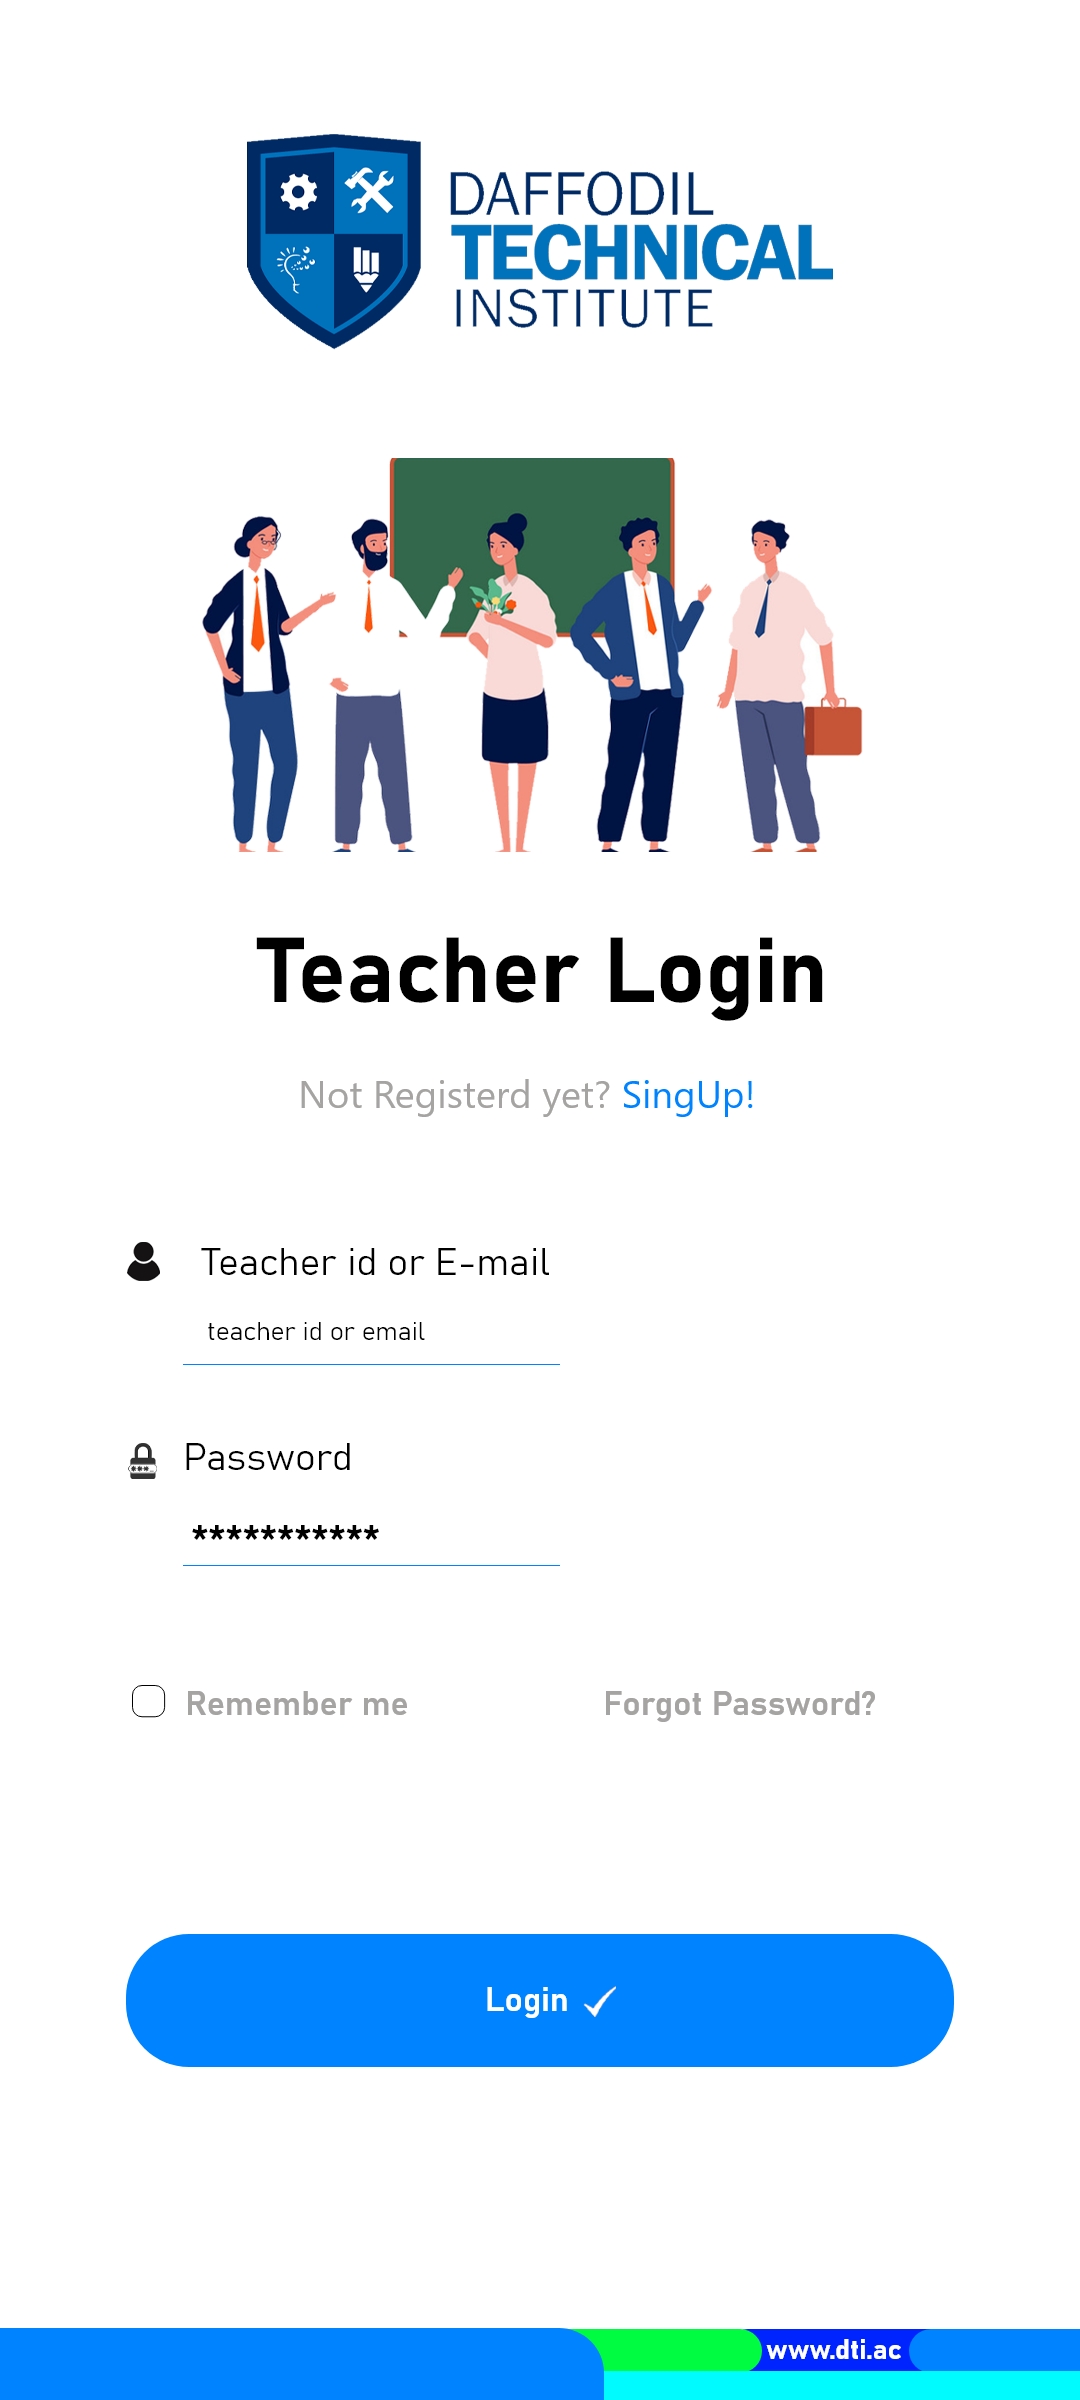 DAFFODIL
TECHNICAL
INSTITUTE
Teacher Login
Not Registerd yet? SingUp!
Teacher id or E-mail
teacher id or email
Password
***********
Remember me
Forgot Password?
Login
www.dti.ac